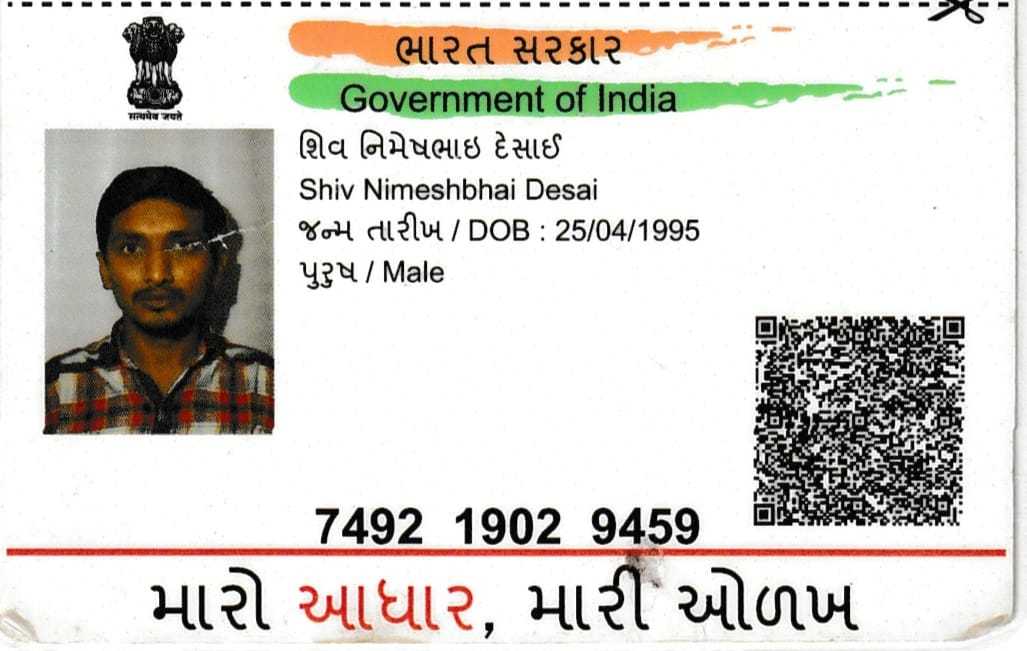 ભારત સરકાર
Government of India
सत्यमेव जयते
શિવ નિમેષભાઇ દેસાઈ
Shiv Nimeshbhai Desai
જન્મ તારીખ / DOB : 25/04/1995
પુરુષ / Male
7492 1902 9459
મારો આધાર, મારી ઓળખ